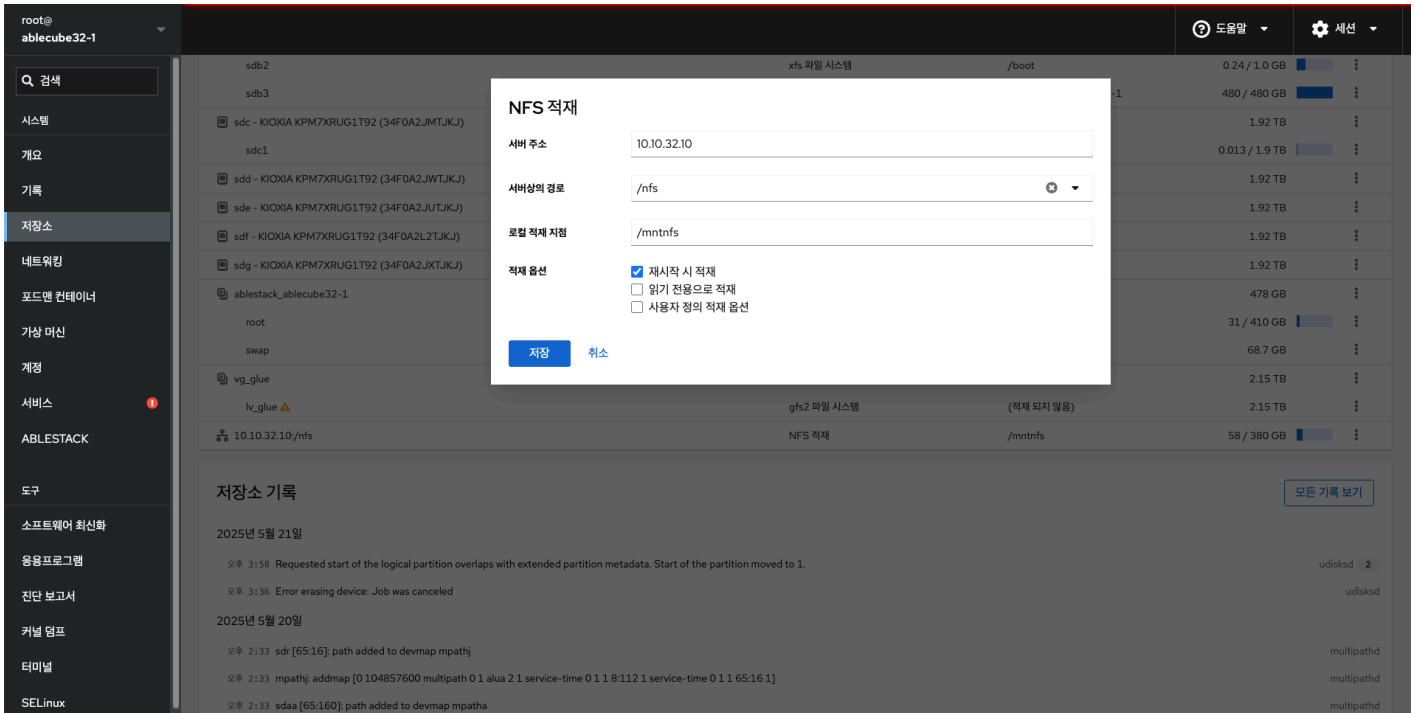 root@
ablecube32-1
도움말
세션
검색
시스템
개요
기록
저장소
네트워킹
포드맨 컨테이너
가상 머신
계정
서비스
ABLESTACK
도구
소프트웨어 최신화
응용프로그램
진단 보고서
커널 덤프
터미널
SELinux
sdb2 xfs 파일 시스템 /boot 0.24 / 1.0 GB
sdb3 -1 480 / 480 GB
sdc - KIOXIA KPM7XRUG1T92 (34F0A2JMTJKJ) 1.92 TB
sdc1 0.013 / 1.9 TB
sdd - KIOXIA KPM7XRUG1T92 (34F0A2JWTJKJ) 1.92 TB
sde - KIOXIA KPM7XRUG1T92 (34F0A2JUTJKJ) 1.92 TB
sdf - KIOXIA KPM7XRUG1T92 (34F0A2L2TJKJ) 1.92 TB
sdg - KIOXIA KPM7XRUG1T92 (34F0A2JXTJKJ) 1.92 TB
ablestack_ablecube32-1 478 GB
root 31 / 410 GB
swap 68.7 GB
vg_glue 2.15 TB
lv_glue gfs2 파일 시스템 (적재 되지 않음) 2.15 TB
10.10.32.10:/nfs NFS 적재 /mntnfs 58 / 380 GB
NFS 적재
서버 주소 10.10.32.10
서버상의 경로 /nfs
로컬 적재 지점 /mntnfs
적재 옵션 재시작 시 적재
읽기 전용으로 적재
사용자 정의 적재 옵션
저장 취소
저장소 기록 모든 기록 보기
2025년 5월 21일
오후 3:58 Requested start of the logical partition overlaps with extended partition metadata. Start of the partition moved to 1. udisksd 2
오후 3:36 Error erasing device: Job was canceled udisksd
2025년 5월 20일
오후 2:33 sdr [65:16]: path added to devmap mpathj multipathd
오후 2:33 mpathj: addmap [0 104857600 multipath 0 1 alua 2 1 service-time 0 1 1 8:112 1 service-time 0 1 1 65:16 1] multipathd
오후 2:33 sdaa [65:160]: path added to devmap mpatha multipathd